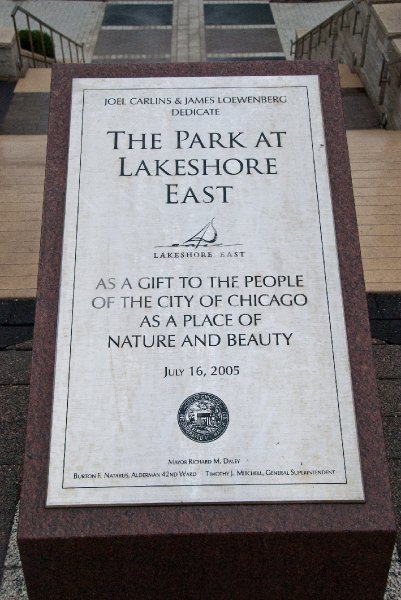 JOEL CARLINS & JAMES LOEWENBERG
DEDICATE
THE PARK AT
LAKESHORE
EAST
LAKESHORE EAST
AS A GIFT TO THE PEOPLE
OF THE CITY OF CHICAGO
AS A PLACE OF
NATURE AND BEAUTY
JULY 16, 2005
MAYOR RICHARD M. DALEY
BURTON F. NATARUS, ALDERMAN 42ND WARD TIMOTHY J. MITCHELL, GENERAL SUPERINTENDENT